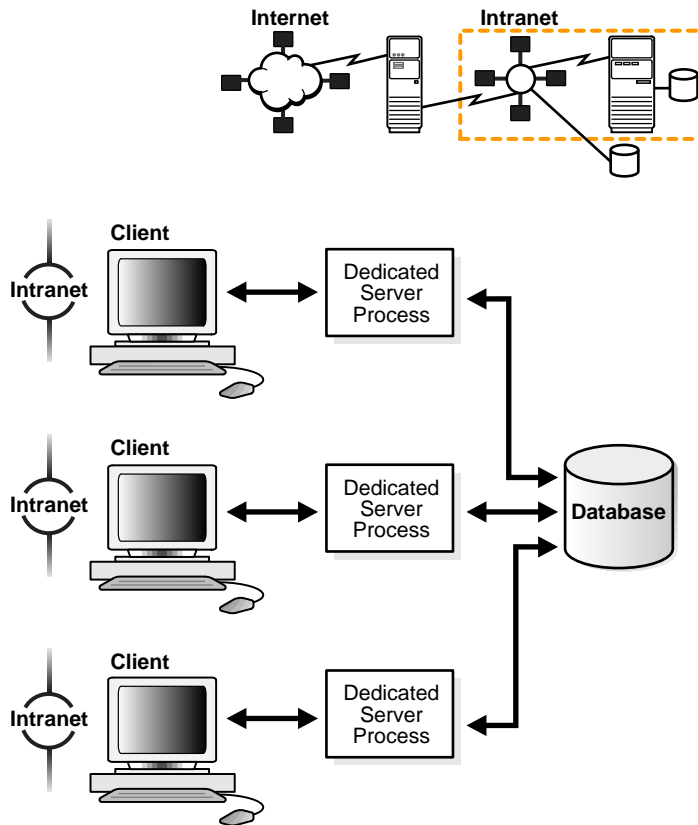 Internet
Intranet
Client
Intranet
Dedicated
Server
Process
Client
Intranet
Dedicated
Server
Process
Database
Client
Intranet
Dedicated
Server
Process